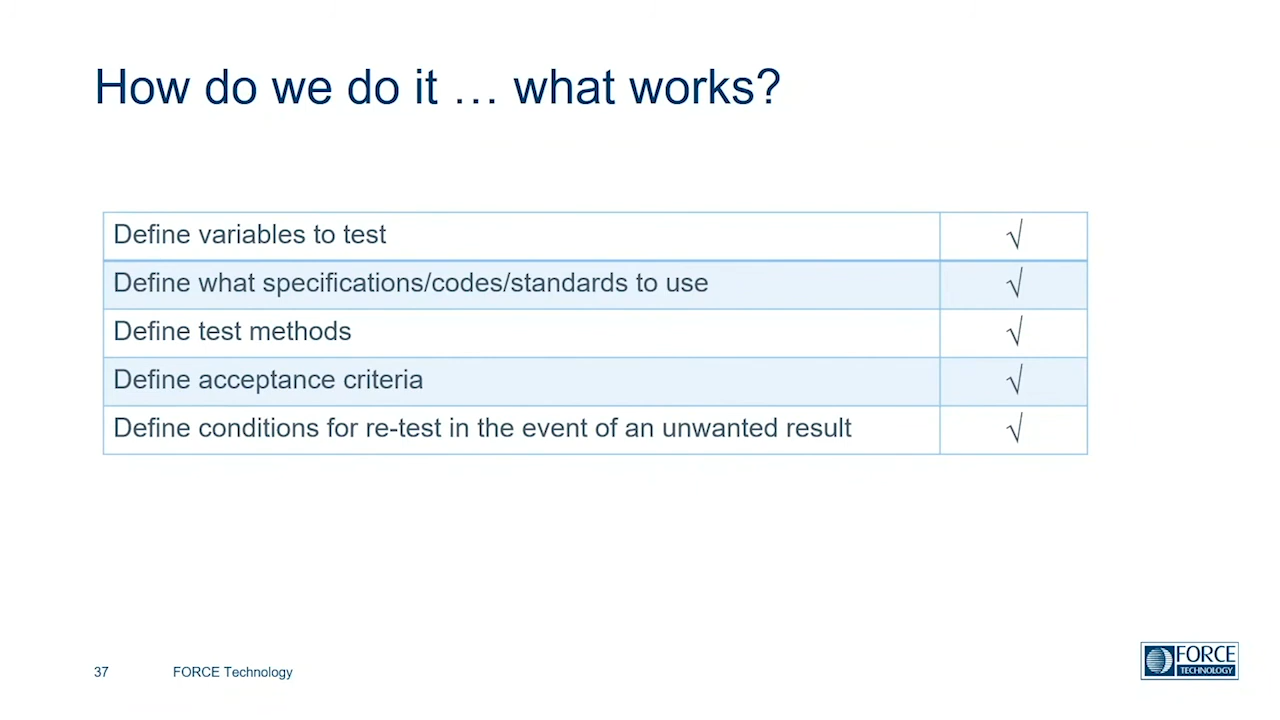 How do we do it … what works?
Define variables to test √
Define what specifications/codes/standards to use √
Define test methods √
Define acceptance criteria √
Define conditions for re-test in the event of an unwanted result √
37 FORCE Technology
FORCE
TECHNOLOGY